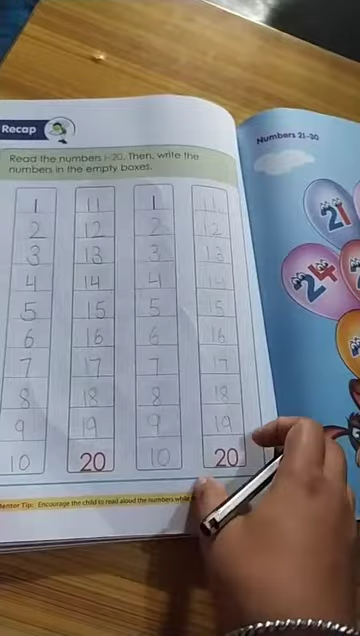 Recap
Read the numbers 1-20. Then, write the
numbers in the empty boxes.
1 11 1 11
2 12 2 12
3 13 3 13
4 14 4 14
5 15 5 15
6 16 6 16
7 17 7 17
8 18 8 18
9 19 9 19
10 20 10 20
Mentor Tip: Encourage the child to read aloud the numbers while
Numbers 21-30
21
24